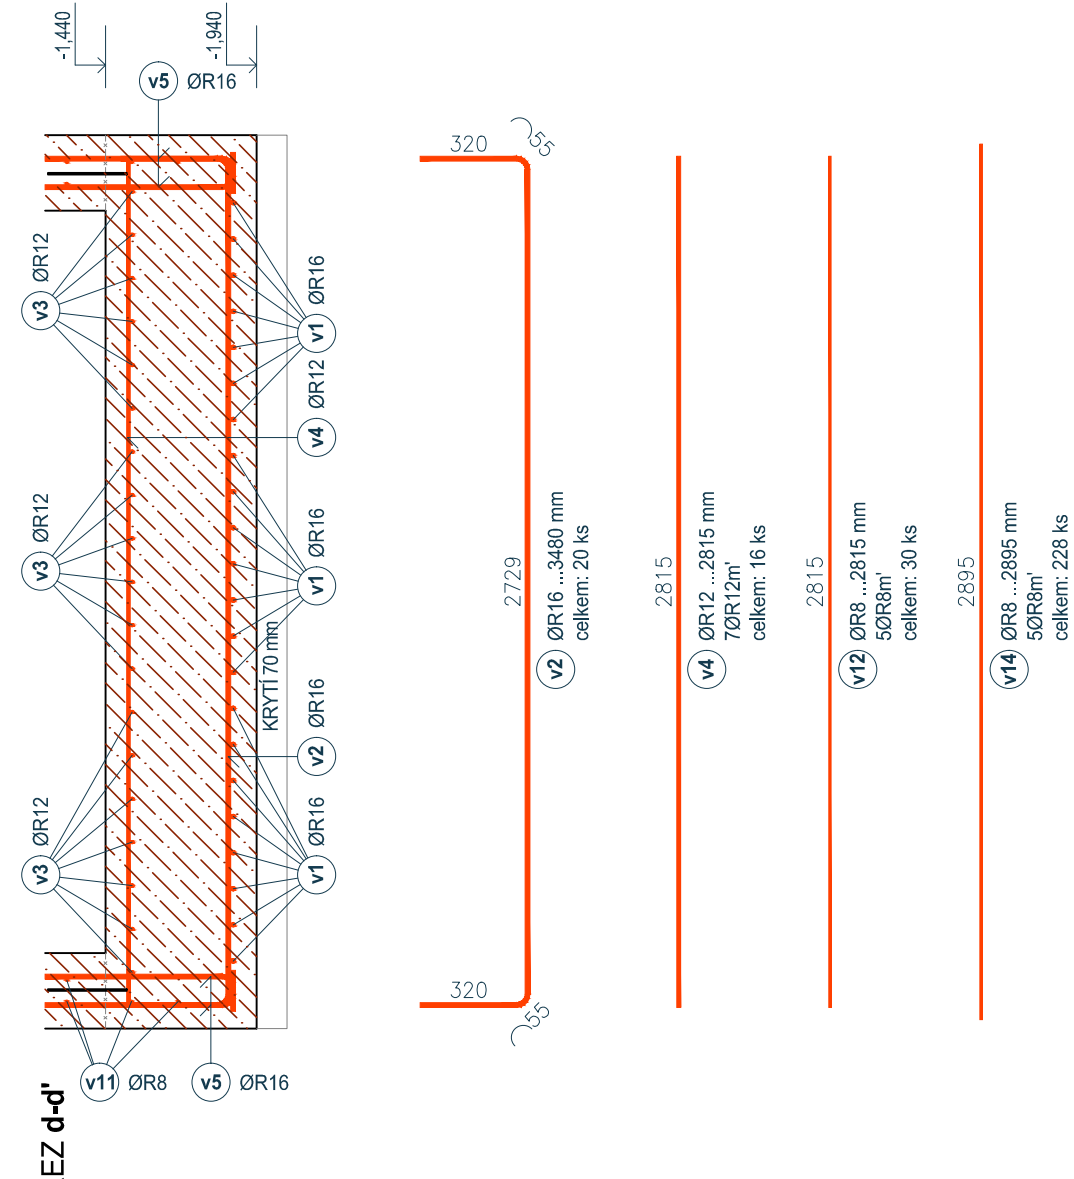 -1,440
-1,940
v5 ØR16
v3 ØR12
v3 ØR12
v3 ØR12
v1 ØR16
v4 ØR12
v1 ØR16
KRYTÍ 70 mm
v2 ØR16
v1 ØR16
v11 ØR8
v5 ØR16
d-d'
320
55
2729
320
55
v2 ØR16 ...3480 mm
celkem: 20 ks
2815
v4 ØR12 ...2815 mm
7ØR12m'
celkem: 16 ks
2815
v12 ØR8 ...2815 mm
5ØR8m'
celkem: 30 ks
2895
v14 ØR8 ...2895 mm
5ØR8m'
celkem: 228 ks